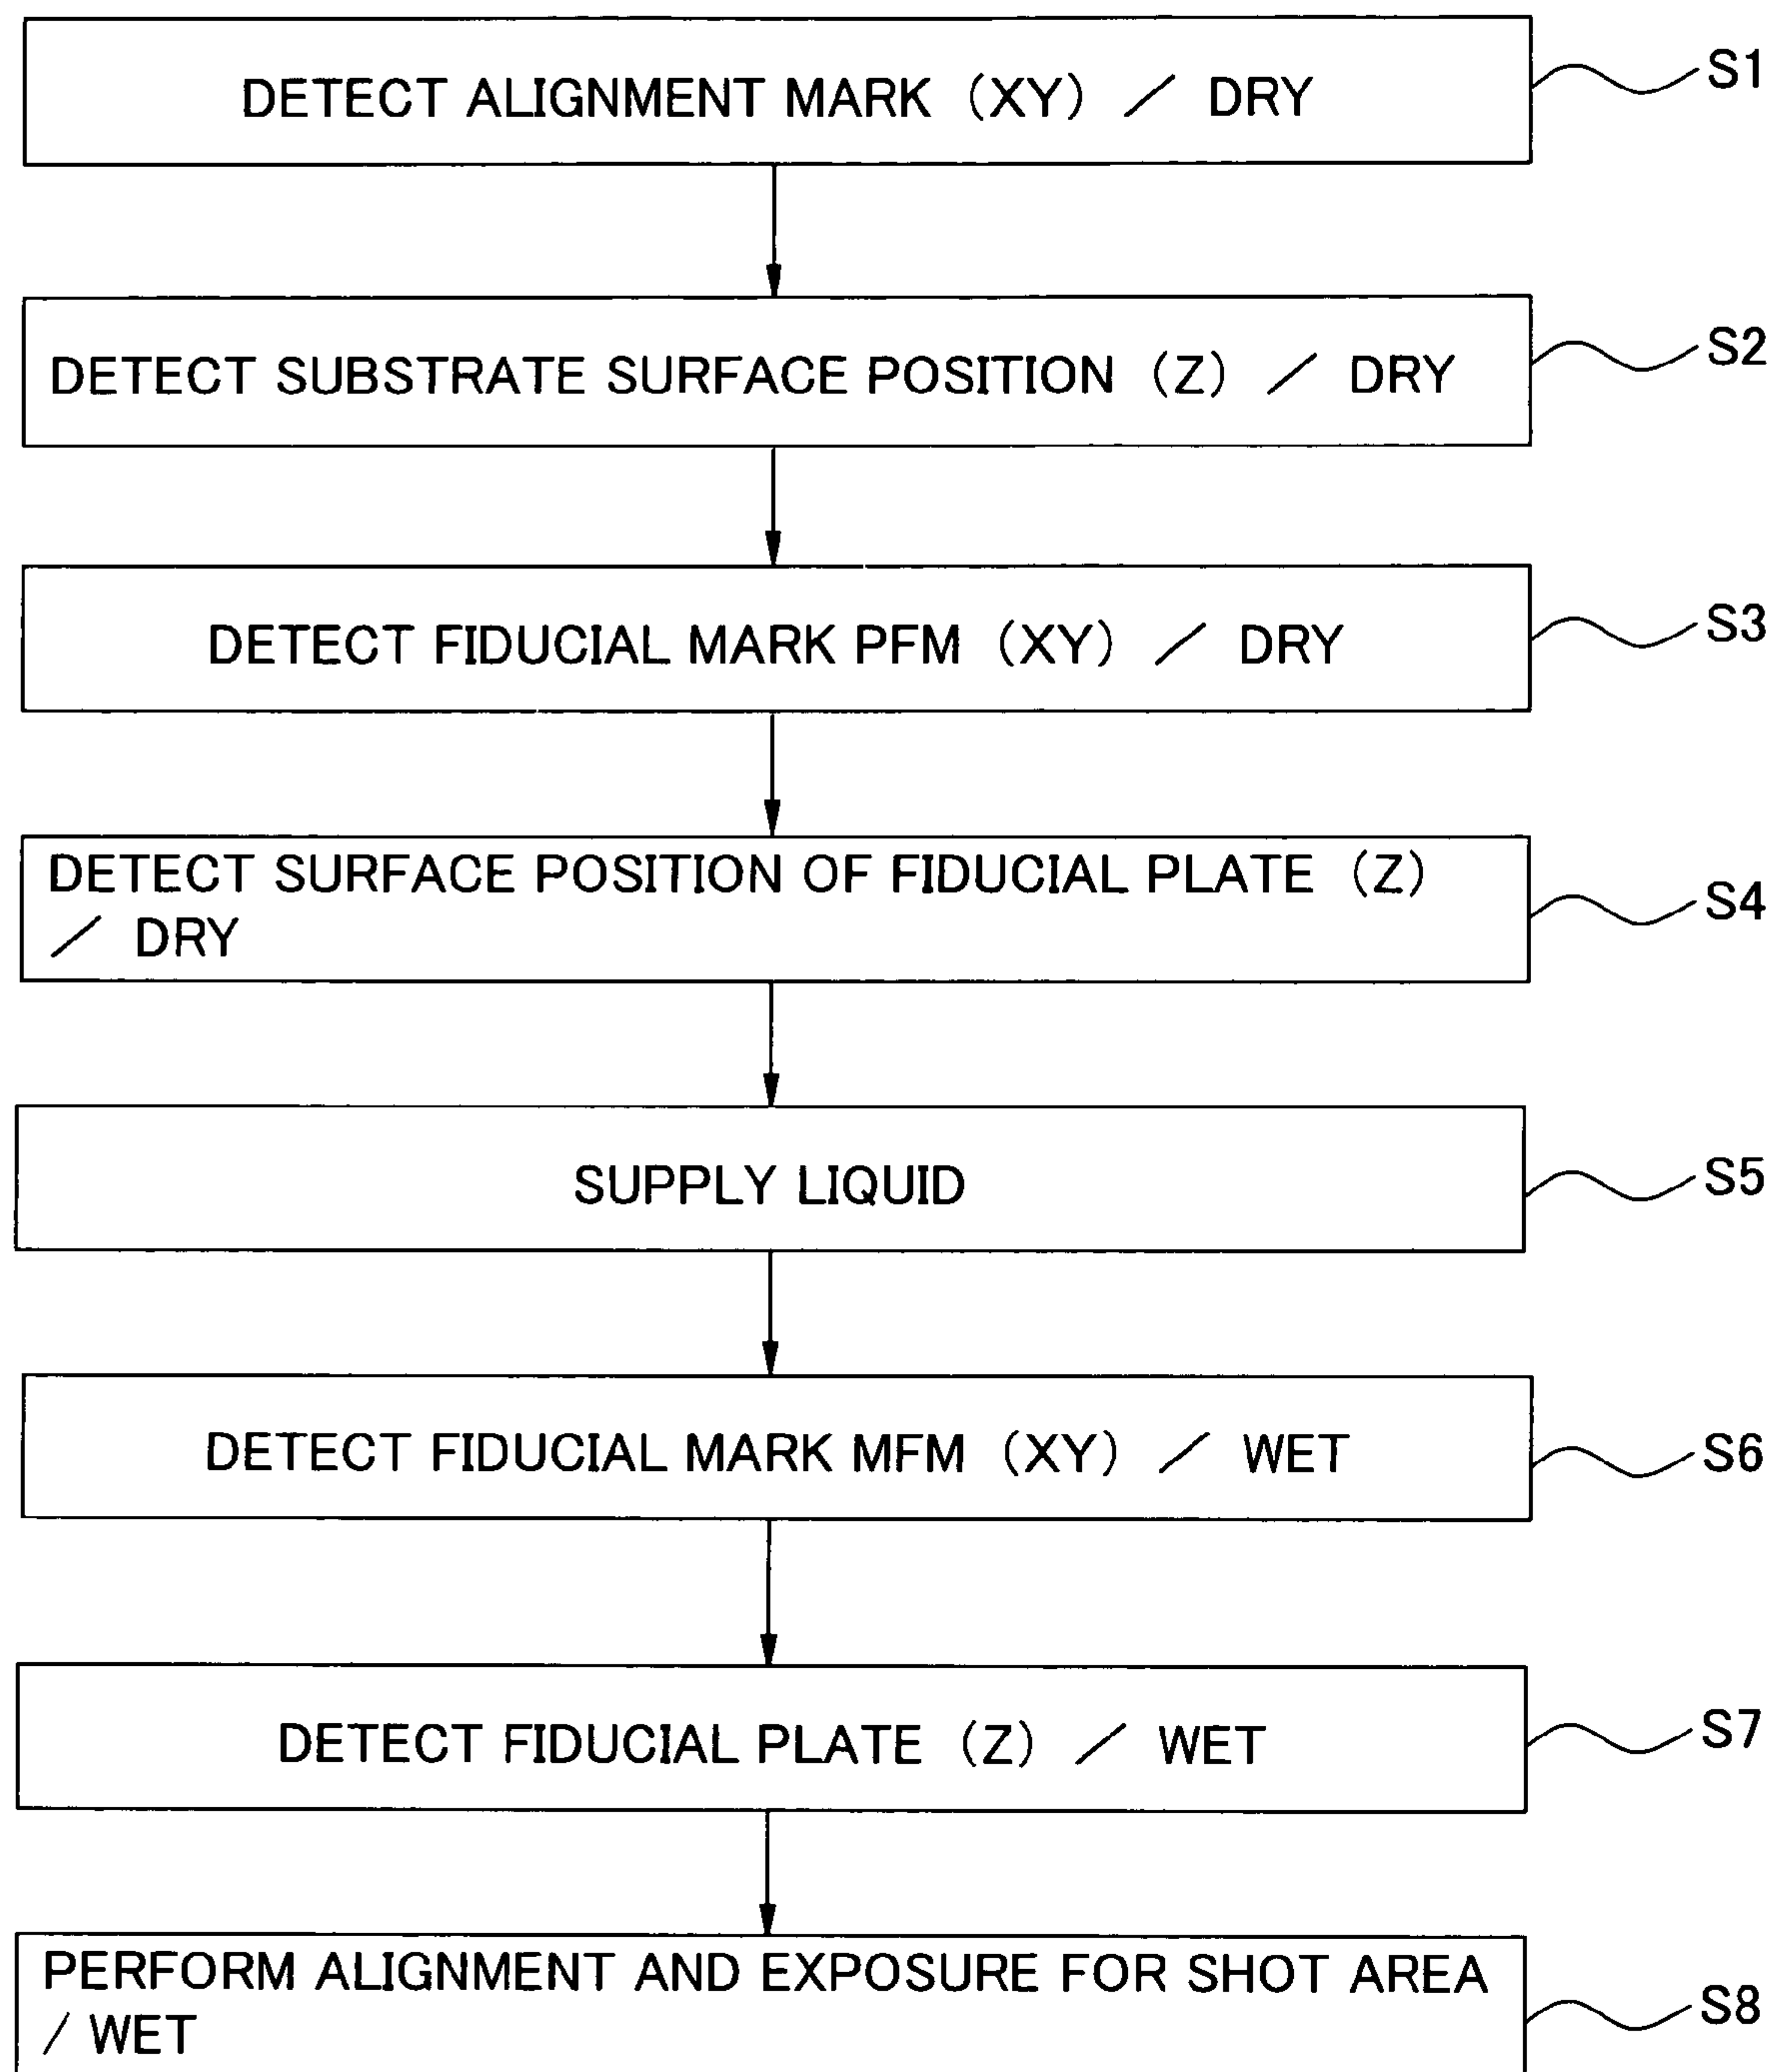 DETECT ALIGNMENT MARK (XY) / DRY
S1
DETECT SUBSTRATE SURFACE POSITION (Z) / DRY
S2
DETECT FIDUCIAL MARK PFM (XY) / DRY
S3
DETECT SURFACE POSITION OF FIDUCIAL PLATE (Z)
/ DRY
S4
SUPPLY LIQUID
S5
DETECT FIDUCIAL MARK MFM (XY) / WET
S6
DETECT FIDUCIAL PLATE (Z) / WET
S7
PERFORM ALIGNMENT AND EXPOSURE FOR SHOT AREA
/ WET
S8